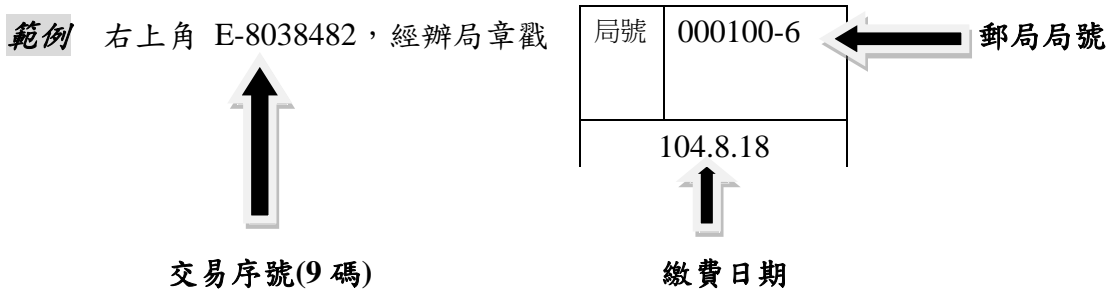 範例 右上角 E-8038482，經辦局章戳
局號 000100-6
郵局局號
104.8.18
交易序號(9 碼)
繳費日期